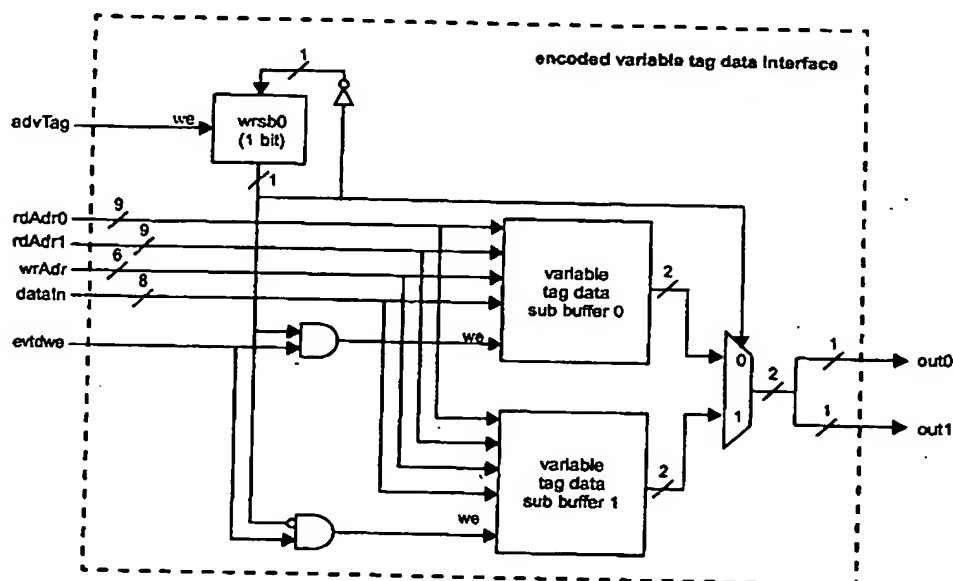 encoded variable tag data interface
1
advTag
we
wrsb0
(1 bit)
1
rdAdr0
9
rdAdr1
9
wrAdr
6
dataIn
8
evtdwe
variable
tag data
sub buffer 0
we
2
0
1
2
1
out0
1
out1
variable
tag data
sub buffer 1
we
2